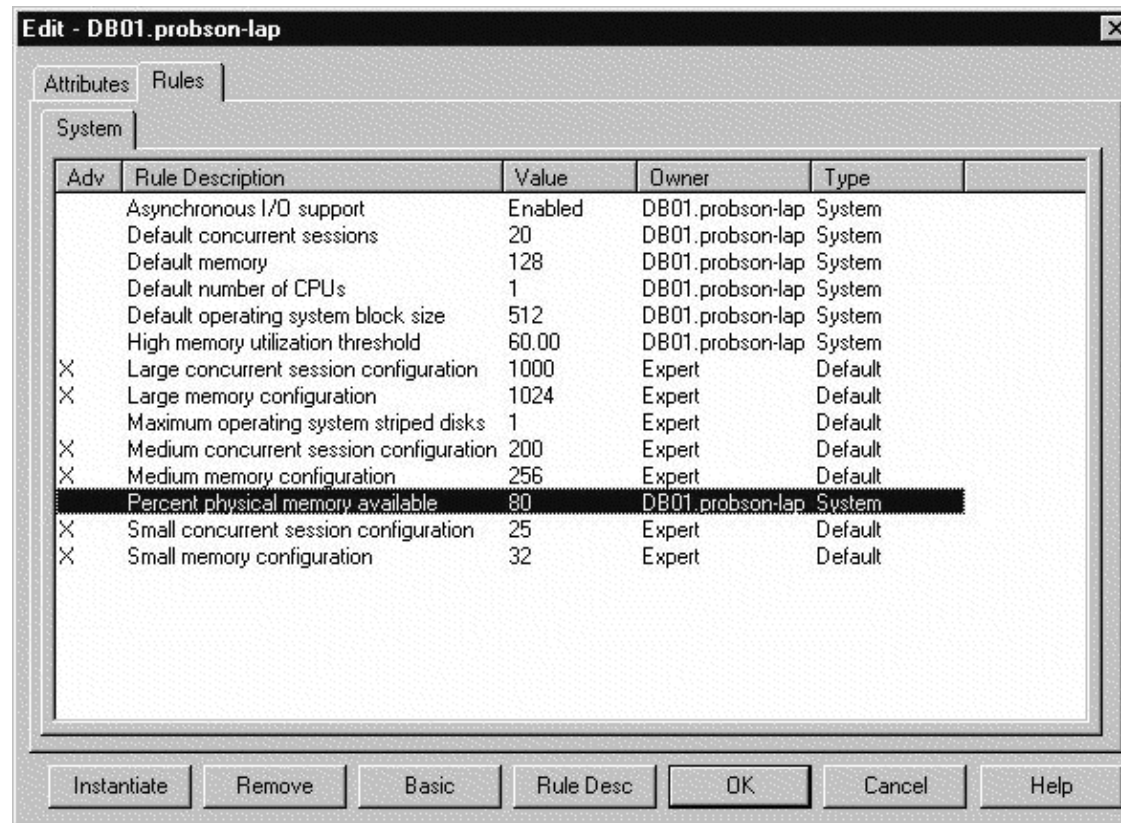 Edit - DB01.probson-lap
Attributes Rules
System
Adv Rule Description Value Owner Type
Asynchronous I/O support Enabled DB01.probson-lap System
Default concurrent sessions 20 DB01.probson-lap System
Default memory 128 DB01.probson-lap System
Default number of CPUs 1 DB01.probson-lap System
Default operating system block size 512 DB01.probson-lap System
High memory utilization threshold 60.00 DB01.probson-lap System
X Large concurrent session configuration 1000 Expert Default
X Large memory configuration 1024 Expert Default
Maximum operating system striped disks 1 Expert Default
X Medium concurrent session configuration 200 Expert Default
X Medium memory configuration 256 Expert Default
Percent physical memory available 80 DB01.probson-lap System
X Small concurrent session configuration 25 Expert Default
X Small memory configuration 32 Expert Default
Instantiate Remove Basic Rule Desc OK Cancel Help